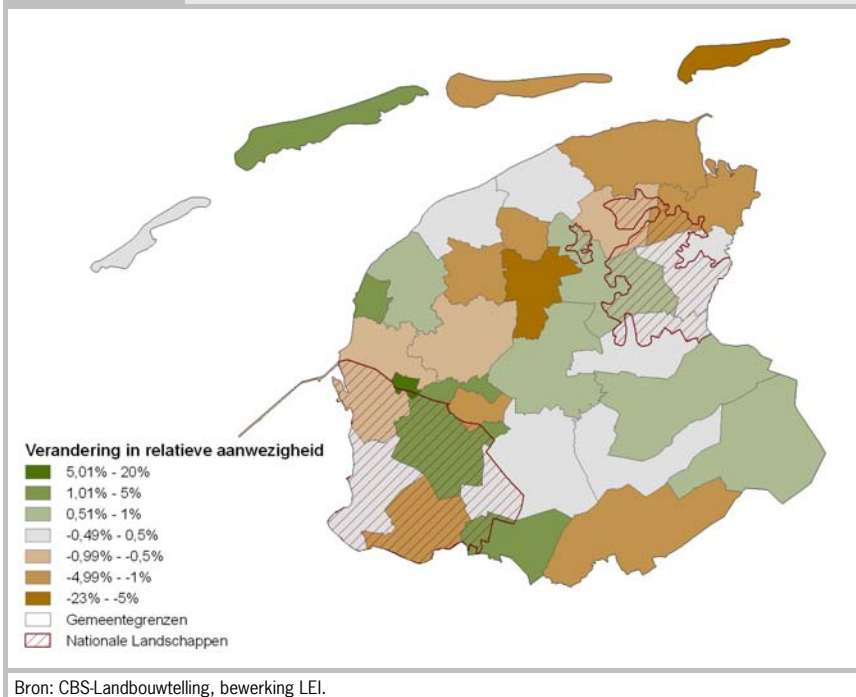 Verandering in relatieve aanwezigheid
5,01% - 20%
1,01% - 5%
0,51% - 1%
-0,49% - 0,5%
-0,99% - -0,5%
-4,99% - -1%
-23% - -5%
Gemeentegrenzen
Nationale Landschappen
Bron: CBS-Landbouwtelling, bewerking LEI.